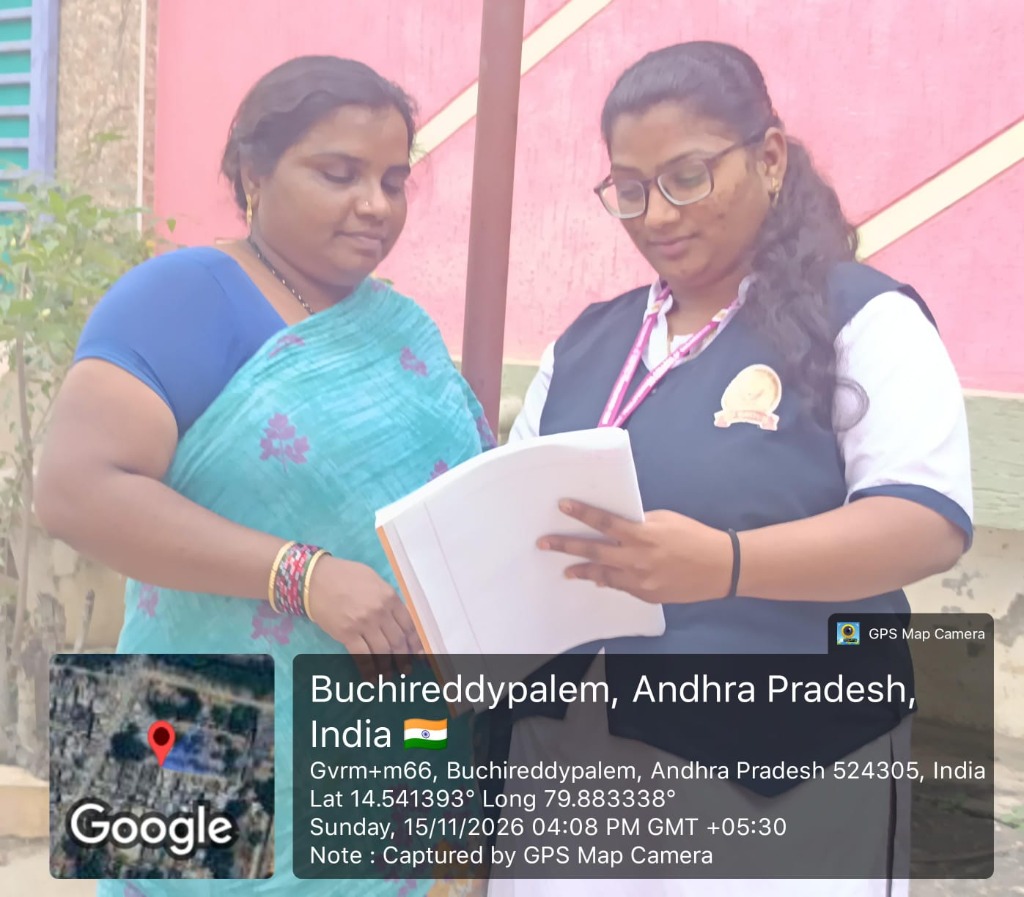 GPS Map Camera
Buchireddypalem, Andhra Pradesh,
India 🇮🇳
Gvrm+m66, Buchireddypalem, Andhra Pradesh 524305, India
Lat 14.541393° Long 79.883338°
Sunday, 15/11/2026 04:08 PM GMT +05:30
Note : Captured by GPS Map Camera
Google